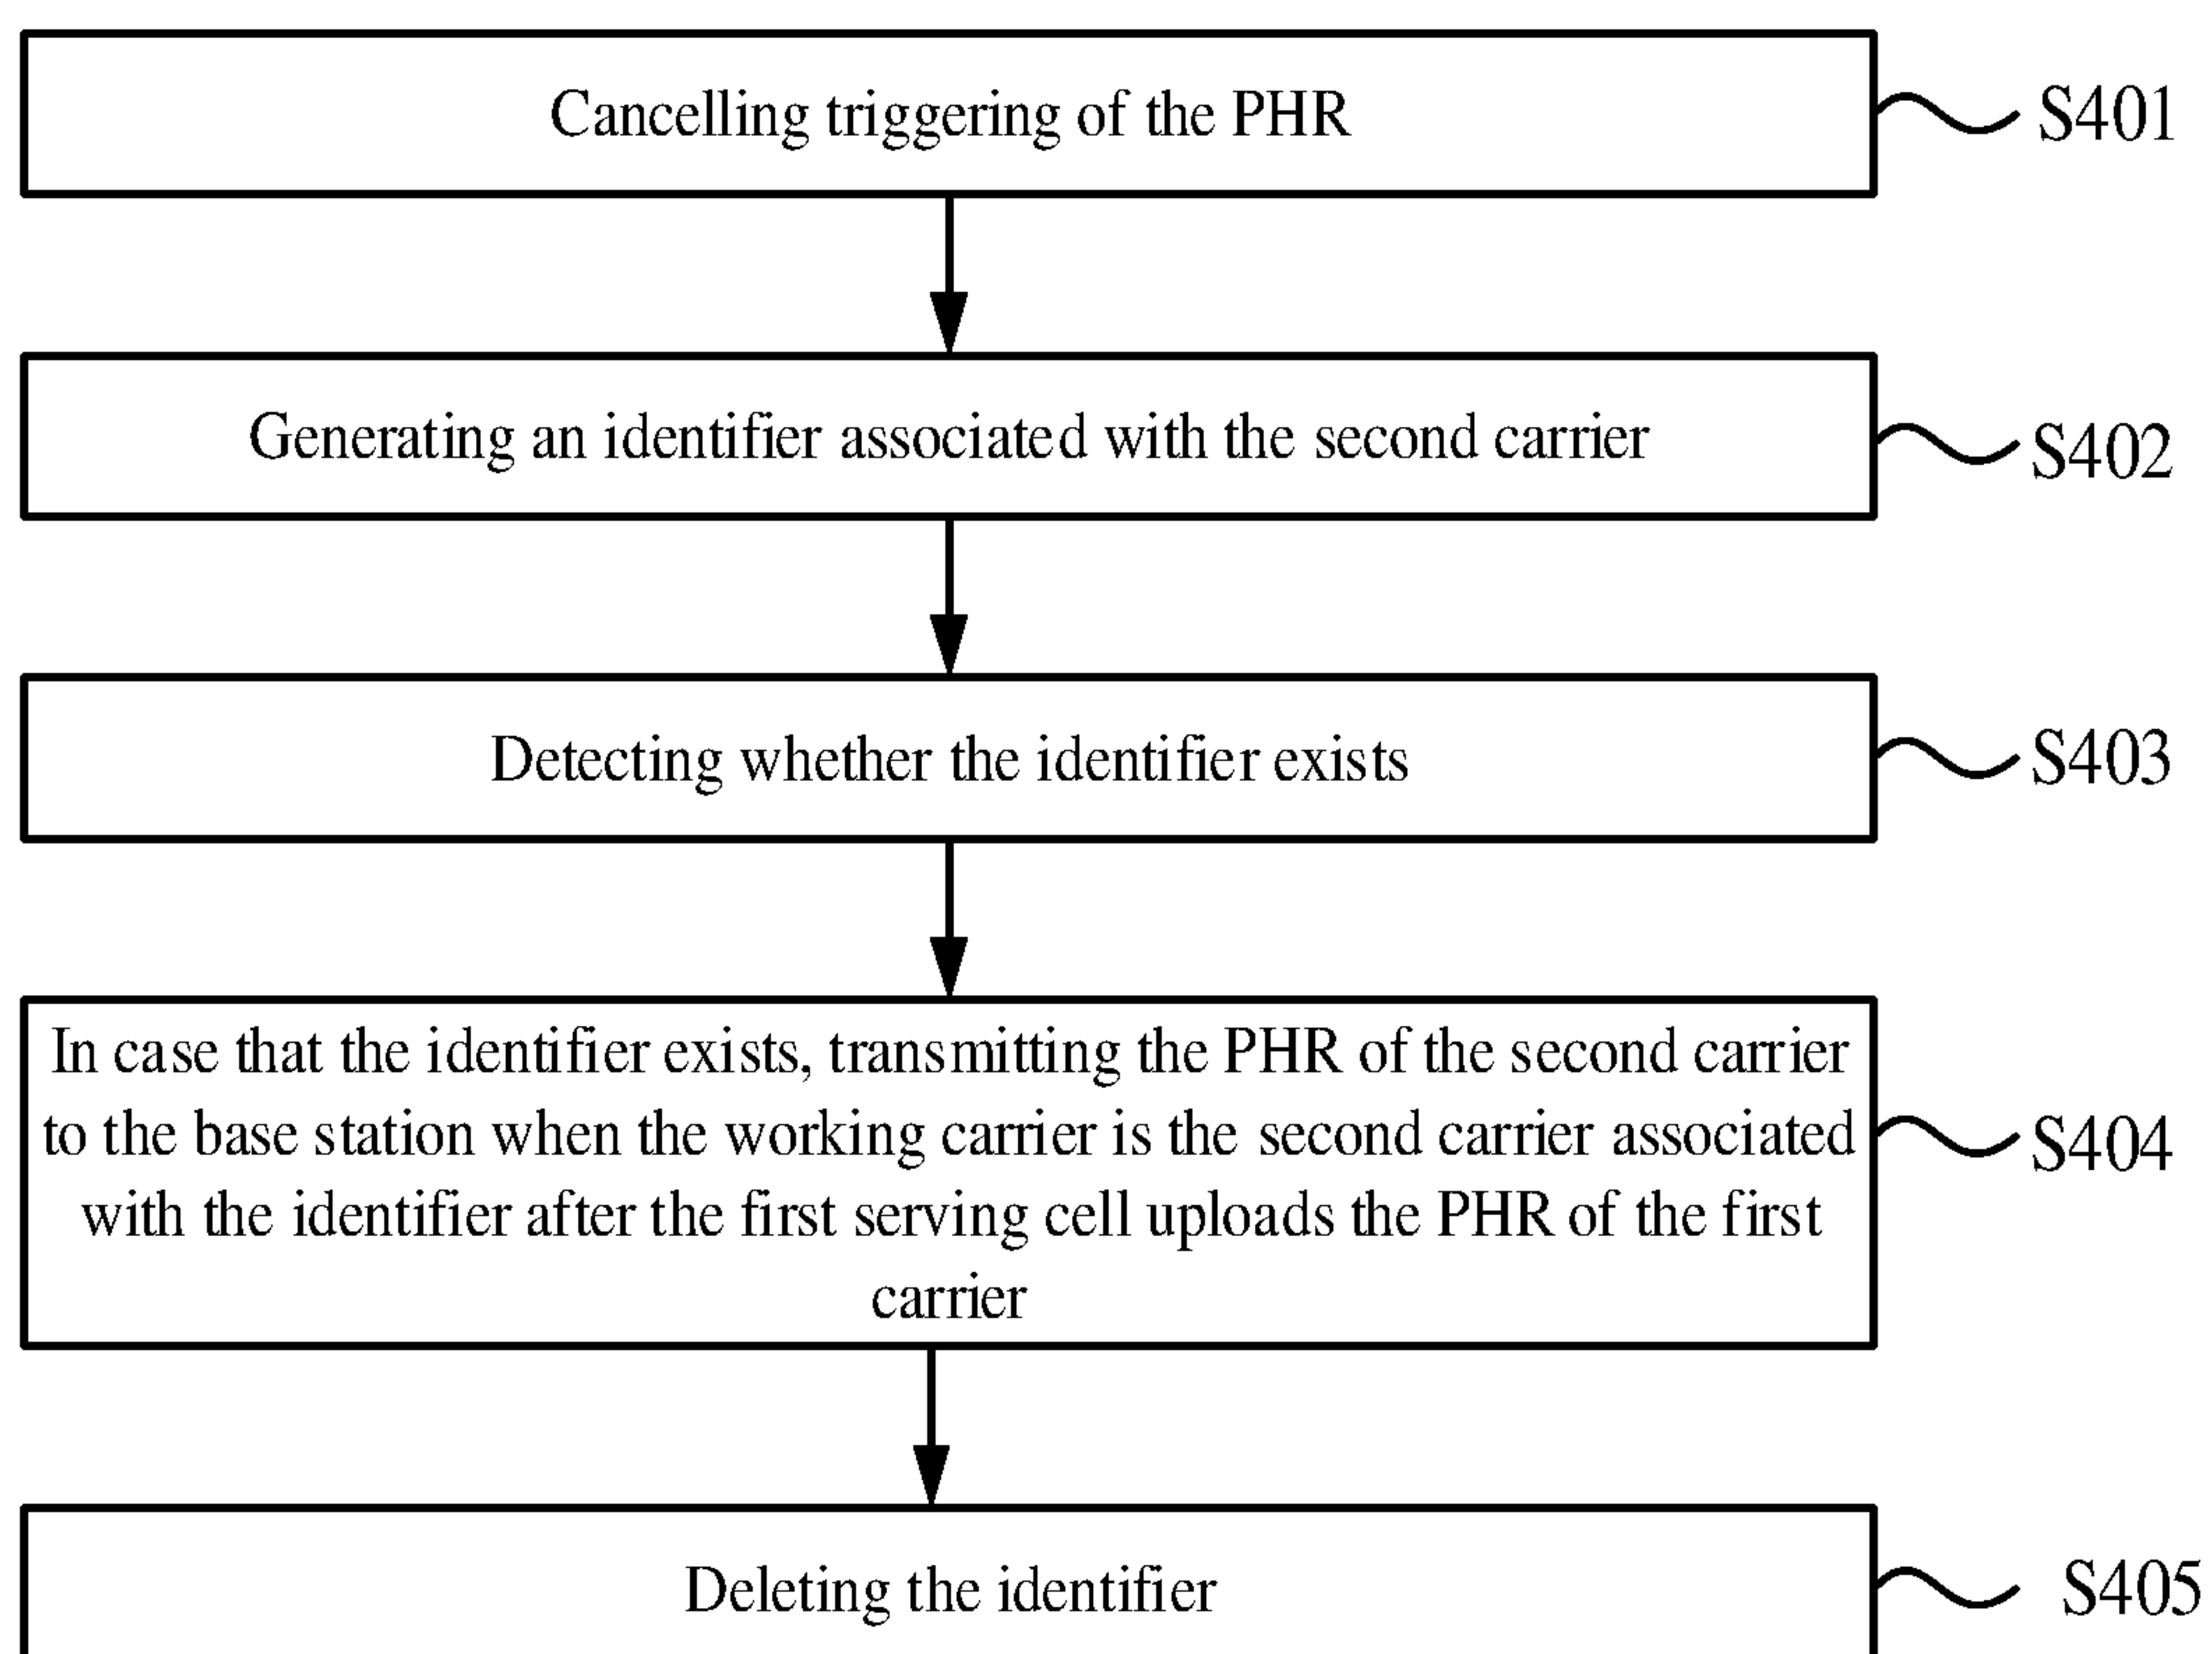 Cancelling triggering of the PHR
S401
Generating an identifier associated with the second carrier
S402
Detecting whether the identifier exists
S403
In case that the identifier exists, transmitting the PHR of the second carrier
to the base station when the working carrier is the second carrier associated
with the identifier after the first serving cell uploads the PHR of the first
carrier
S404
Deleting the identifier
S405